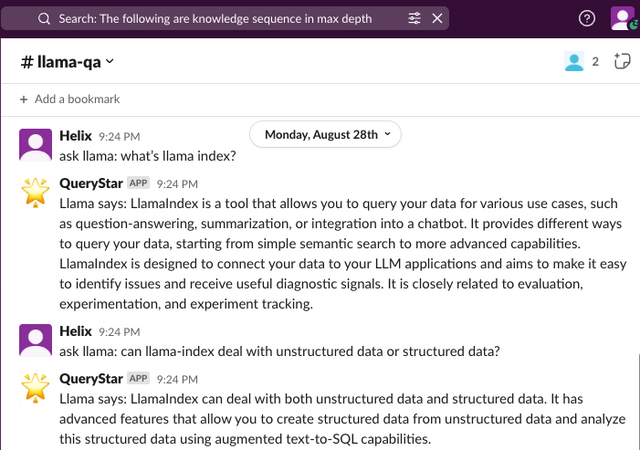 Search: The following are knowledge sequence in max depth
# llama-qa
2
+ Add a bookmark
Monday, August 28th
Helix 9:24 PM
ask llama: what's llama index?
QueryStar APP 9:24 PM
Llama says: LlamaIndex is a tool that allows you to query your data for various use cases, such
as question-answering, summarization, or integration into a chatbot. It provides different ways
to query your data, starting from simple semantic search to more advanced capabilities.
LlamaIndex is designed to connect your data to your LLM applications and aims to make it easy
to identify issues and receive useful diagnostic signals. It is closely related to evaluation,
experimentation, and experiment tracking.
Helix 9:24 PM
ask llama: can llama-index deal with unstructured data or structured data?
QueryStar APP 9:24 PM
Llama says: LlamaIndex can deal with both unstructured data and structured data. It has
advanced features that allow you to create structured data from unstructured data and analyze
this structured data using augmented text-to-SQL capabilities.